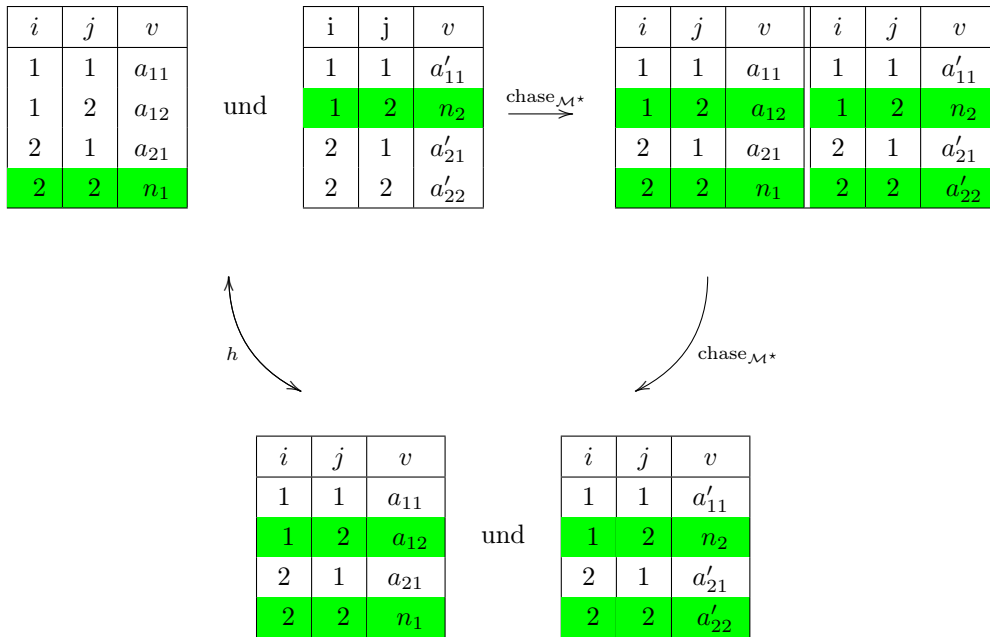 i j v i j v i j v i j v
1 1 a₁₁ 1 1 a′₁₁ 1 1 a₁₁ 1 1 a′₁₁
1 2 a₁₂ und 1 2 n₂ chase_ℳ⋆ 1 2 a₁₂ 1 2 n₂
2 1 a₂₁ 2 1 a′₂₁ 2 1 a₂₁ 2 1 a′₂₁
2 2 n₁ 2 2 a′₂₂ 2 2 n₁ 2 2 a′₂₂
h chase_ℳ⋆
i j v i j v
1 1 a₁₁ 1 1 a′₁₁
1 2 a₁₂ und 1 2 n₂
2 1 a₂₁ 2 1 a′₂₁
2 2 n₁ 2 2 a′₂₂